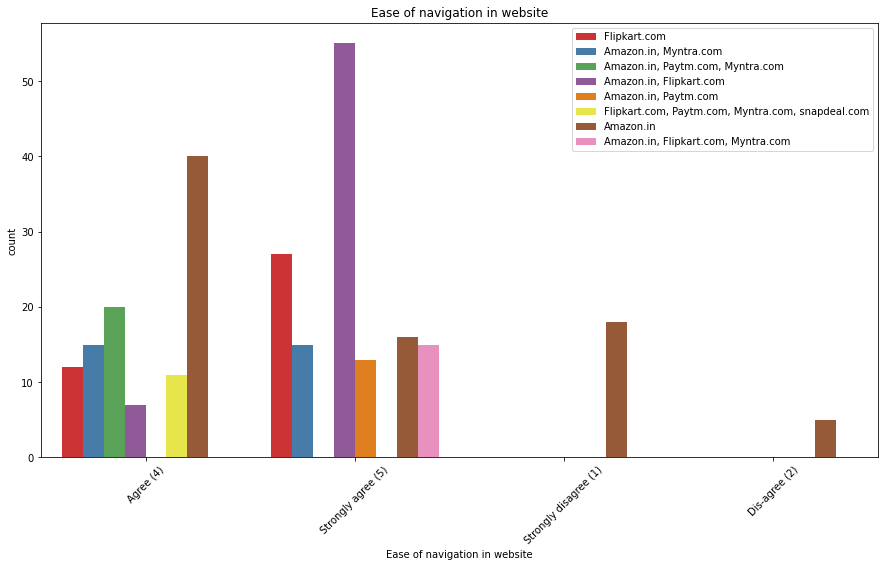 Ease of navigation in website
Flipkart.com
Amazon.in, Myntra.com
Amazon.in, Paytm.com, Myntra.com
Amazon.in, Flipkart.com
Amazon.in, Paytm.com
Flipkart.com, Paytm.com, Myntra.com, snapdeal.com
Amazon.in
Amazon.in, Flipkart.com, Myntra.com
count
50
40
30
20
10
0
Agree (4)
Strongly agree (5)
Strongly disagree (1)
Dis-agree (2)
Ease of navigation in website